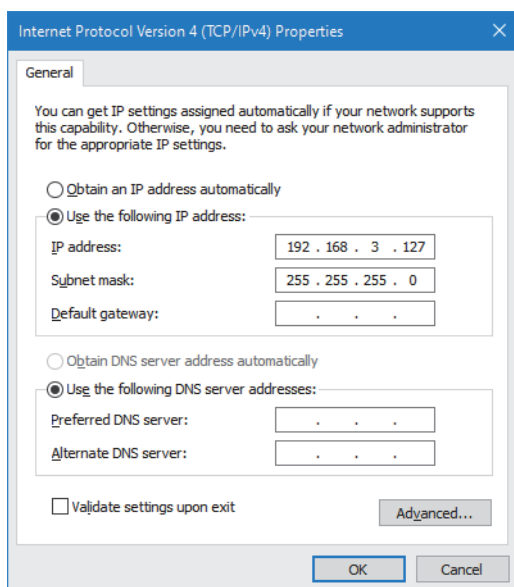 Internet Protocol Version 4 (TCP/IPv4) Properties
General
You can get IP settings assigned automatically if your network supports
this capability. Otherwise, you need to ask your network administrator
for the appropriate IP settings.
Obtain an IP address automatically
Use the following IP address:
IP address: 192 . 168 . 3 . 127
Subnet mask: 255 . 255 . 255 . 0
Default gateway: . . .
Obtain DNS server address automatically
Use the following DNS server addresses:
Preferred DNS server: . . .
Alternate DNS server: . . .
Validate settings upon exit
Advanced...
OK Cancel